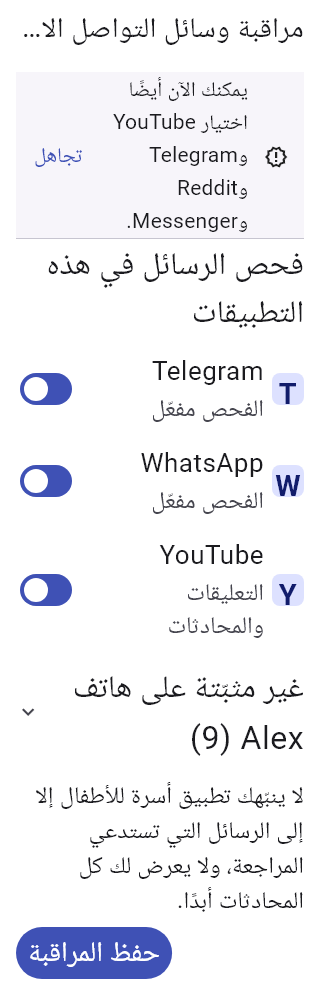 مراقبة وسائل التواصل الا...
يمكنك الآن أيضًا
اختيار YouTube
وTelegram
وReddit
وMessenger.
تجاهل
فحص الرسائل في هذه
التطبيقات
T
Telegram
الفحص مفعّل
W
WhatsApp
الفحص مفعّل
Y
YouTube
التعليقات
والمحادثات
غير مثبّتة على هاتف
Alex (9)
لا ينبّهك تطبيق أسرة للأطفال إلا
إلى الرسائل التي تستدعي
المراجعة، ولا يعرض لك كل
المحادثات أبدًا.
حفظ المراقبة